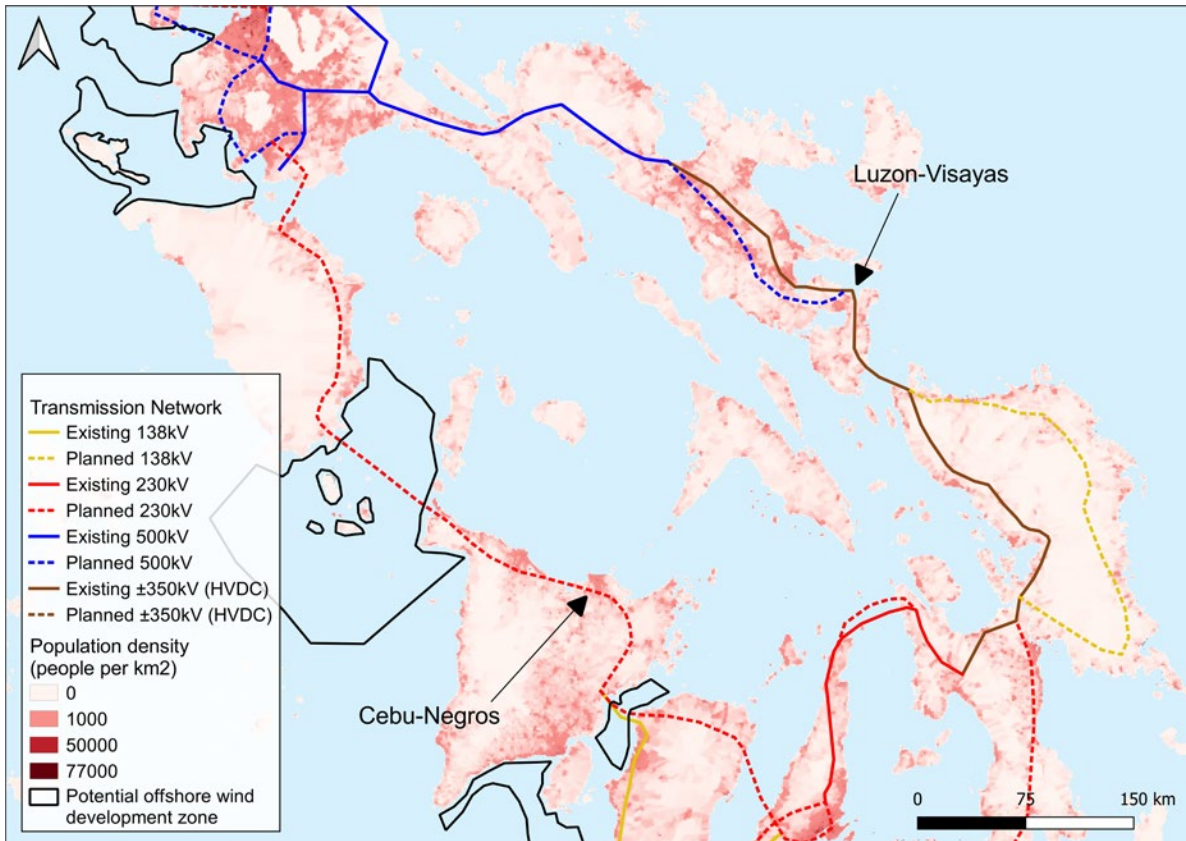 Luzon-Visayas
Transmission Network
Existing 138kV
Planned 138kV
Existing 230kV
Planned 230kV
Existing 500kV
Planned 500kV
Existing ±350kV (HVDC)
Planned ±350kV (HVDC)
Population density
(people per km2)
0
1000
50000
77000
Potential offshore wind
development zone
Cebu-Negros
0 75 150 km